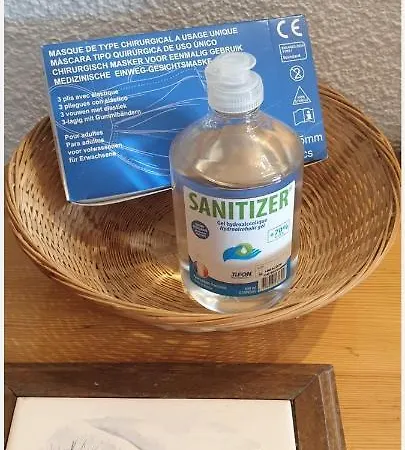 MASQUE DE TYPE CHIRURGICAL A USAGE UNIQUE
MÁSCARA TIPO QUIRÚRGICA DE USO ÚNICO
CHIRURGISCH MASKER VOOR EENMALIG GEBRUIK
MEDIZINISCHE EINWEG-GESICHTSMASKE
3 plis avec élastique
3 pliegues con elástico
3 vouwen met elastiek
3-lagig mit Gummibändern
Pour adultes
Para adultos
voor volwassenen
für Erwachsene
CE
5mm
cs
SANITIZER
Gel hydroalcoolique
Hydroalcoholic gel
+70%